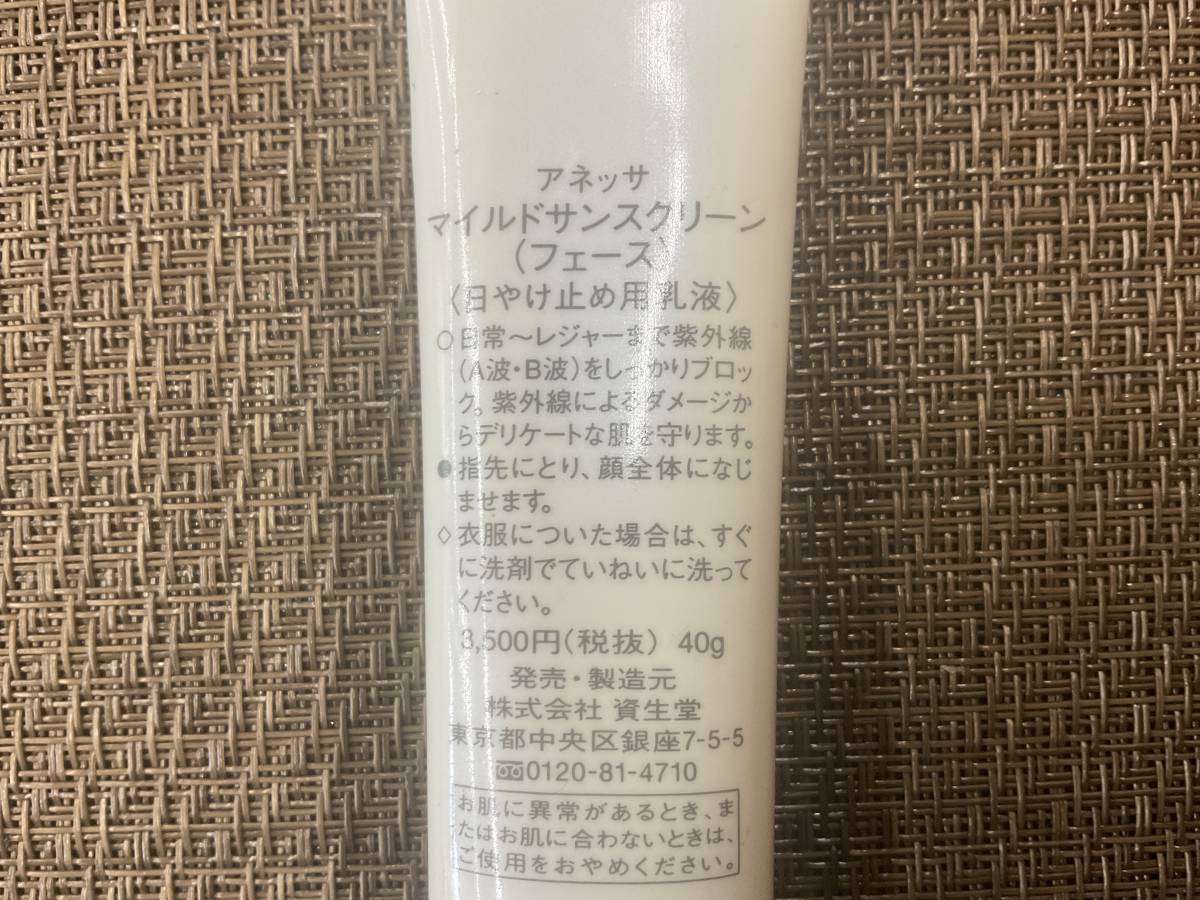 アネッサ
マイルドサンスクリーン
（フェース）
〈日やけ止め用乳液〉
○日常～レジャーまで紫外線
（A波・B波）をしっかりブロッ
ク。紫外線によるダメージか
らデリケートな肌を守ります。
●指先にとり、顔全体になじ
ませます。
◇衣服についた場合は、すぐ
に洗剤でていねいに洗って
ください。
3,500円（税抜） 40g
発売・製造元
株式会社 資生堂
東京都中央区銀座7-5-5
0120-81-4710
お肌に異常があるとき、ま
たはお肌に合わないときは、
ご使用をおやめください。